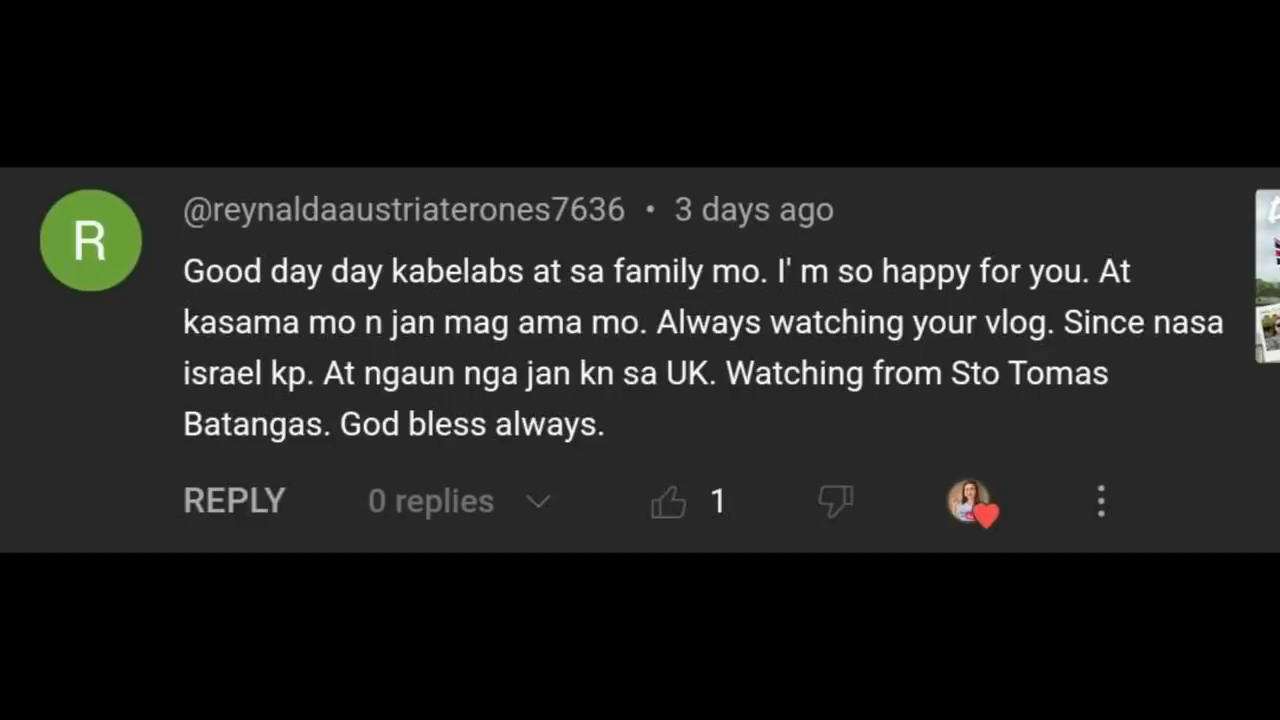 R
@reynaldaaustriaterones7636 • 3 days ago
Good day day kabelabs at sa family mo. I' m so happy for you. At
kasama mo n jan mag ama mo. Always watching your vlog. Since nasa
israel kp. At ngaun nga jan kn sa UK. Watching from Sto Tomas
Batangas. God bless always.
REPLY 0 replies 1